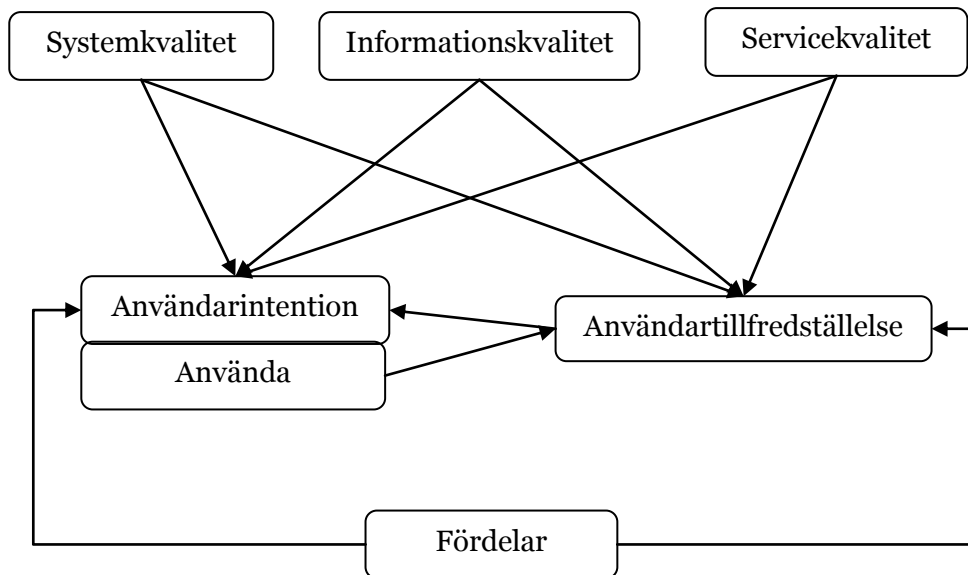 Systemkvalitet
Informationskvalitet
Servicekvalitet
Användarintention
Användartillfredställelse
Använda
Fördelar